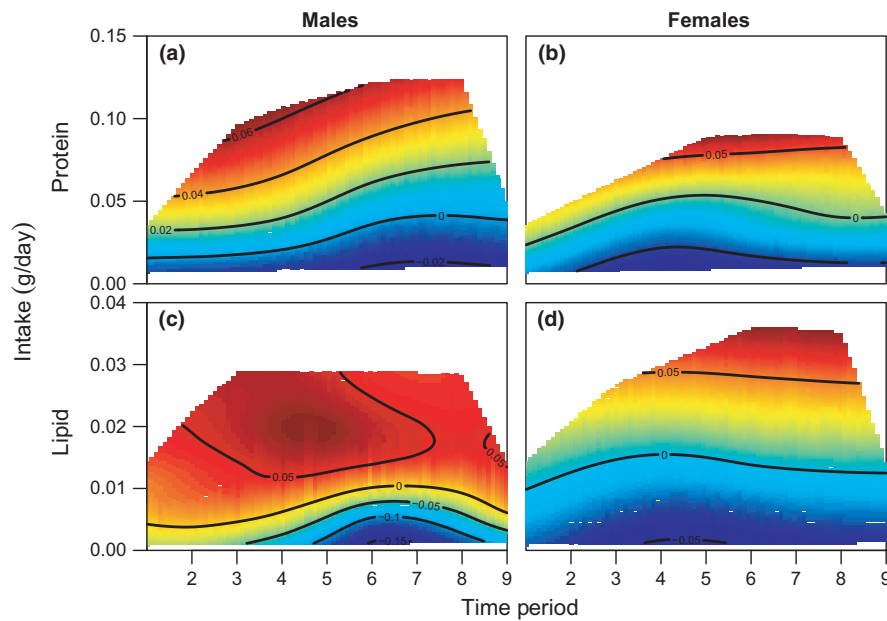 Males
Females
Intake (g/day)
Protein
0.15
0.10
0.05
0.00
(a)
0.06
0.04
0.02
0
−0.02
(b)
0.05
0
Lipid
0.04
0.03
0.02
0.01
0.00
(c)
0.05
0.05
0
−0.05
−0.1
−0.15
(d)
0.05
0
−0.05
2 3 4 5 6 7 8 9
2 3 4 5 6 7 8 9
Time period